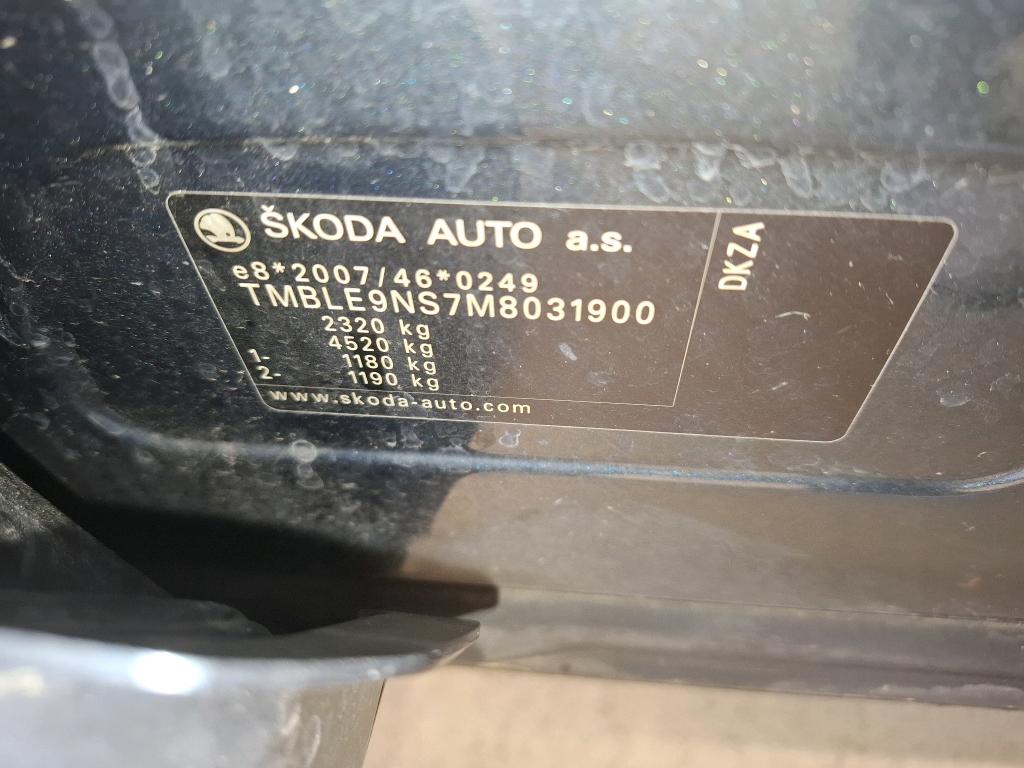 ŠKODA AUTO a.s.
e8*2007/46*0249
TMBLE9NS7M8031900
2320 kg
4520 kg
1- 1180 kg
2- 1190 kg
www.skoda-auto.com
DKZA